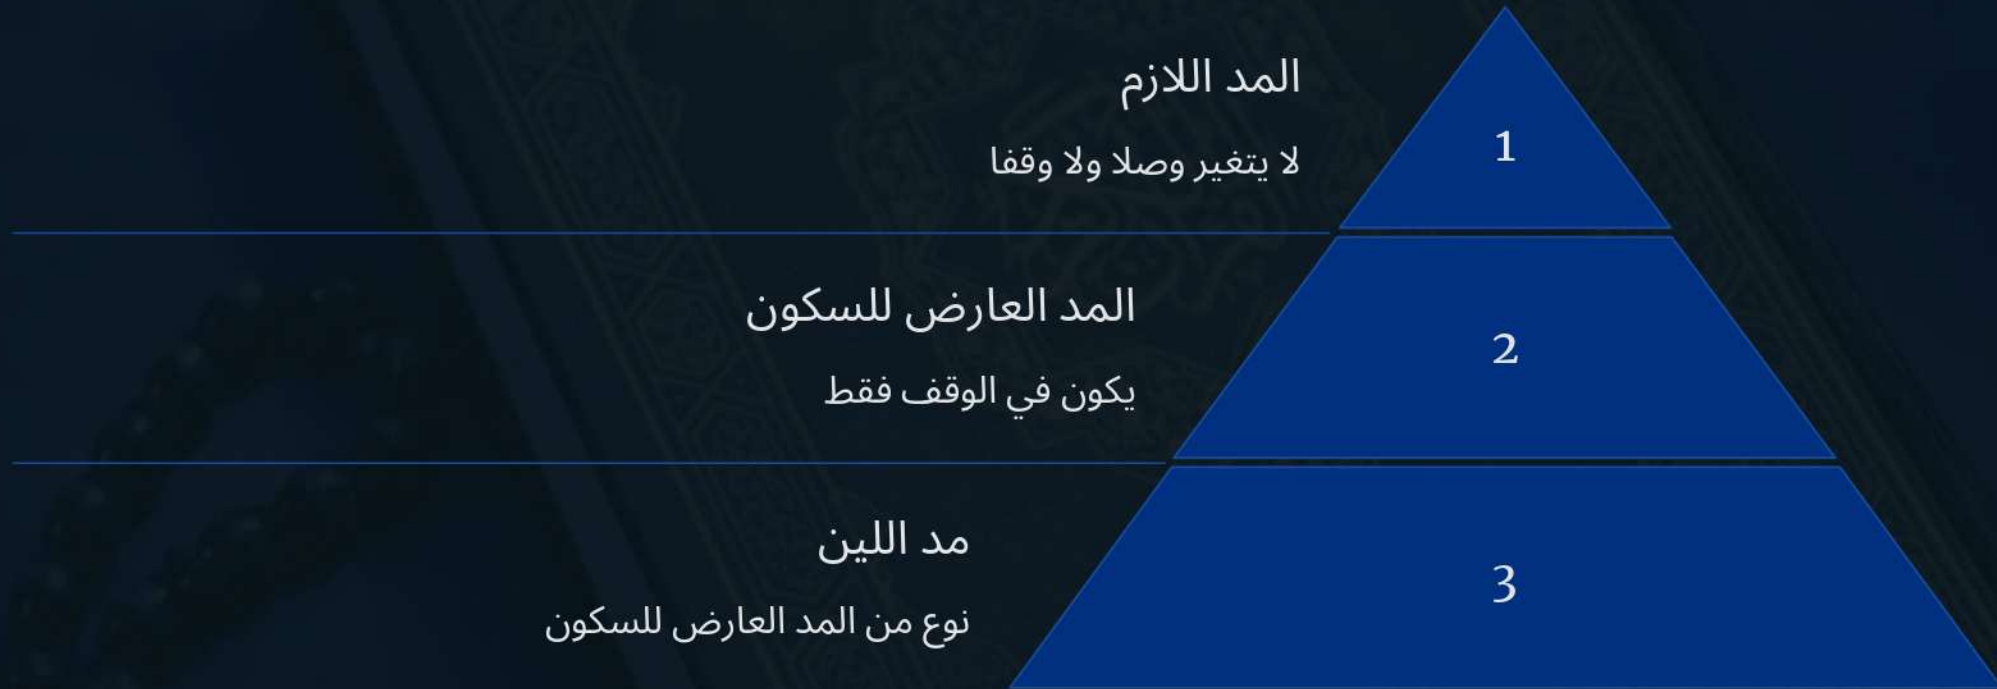 المد اللازم
لا يتغير وصلا ولا وقفا
1
المد العارض للسكون
يكون في الوقف فقط
2
مد اللين
نوع من المد العارض للسكون
3